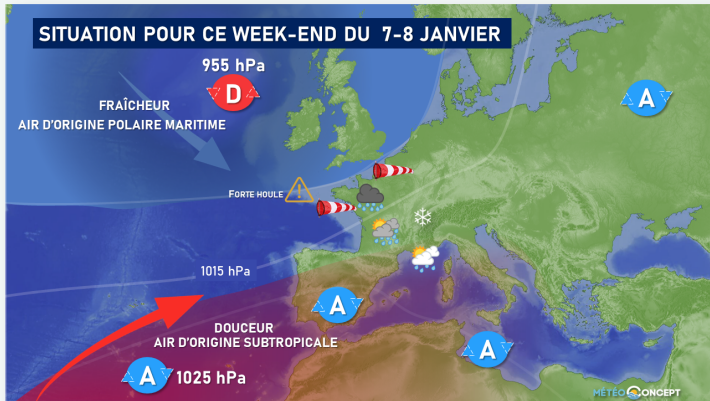 SITUATION POUR CE WEEK-END DU 7-8 JANVIER
955 hPa
D
FRAÎCHEUR
AIR D'ORIGINE POLAIRE MARITIME
A
FORTE HOULE
1015 hPa
A
DOUCEUR
AIR D'ORIGINE SUBTROPICALE
A
A 1025 hPa
MÉTÉO CONCEPT